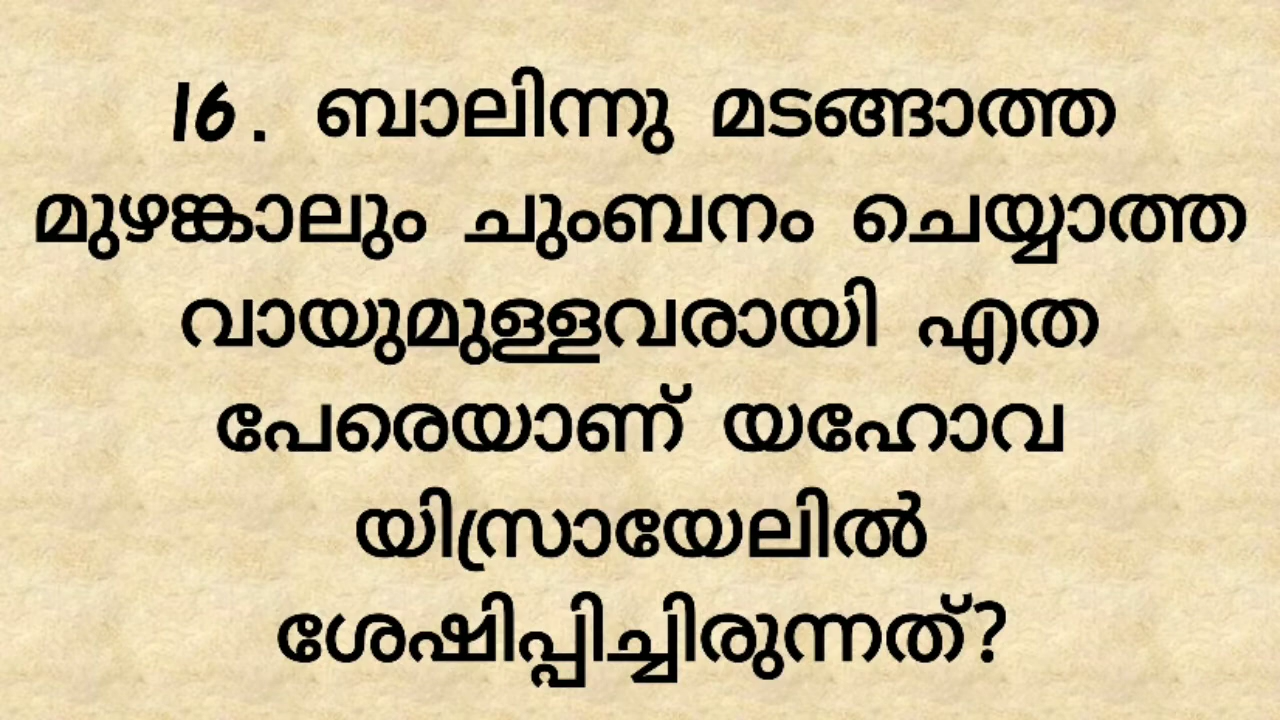 16. ബാലിന്നു മടങ്ങാത്ത
മുഴങ്കാലും ചുംബനം ചെയ്യാത്ത
വായുമുള്ളവരായി എത
പേരെയാണ് യഹോവ
യിസ്രായേലിൽ
ശേഷിപ്പിച്ചിരുന്നത്?